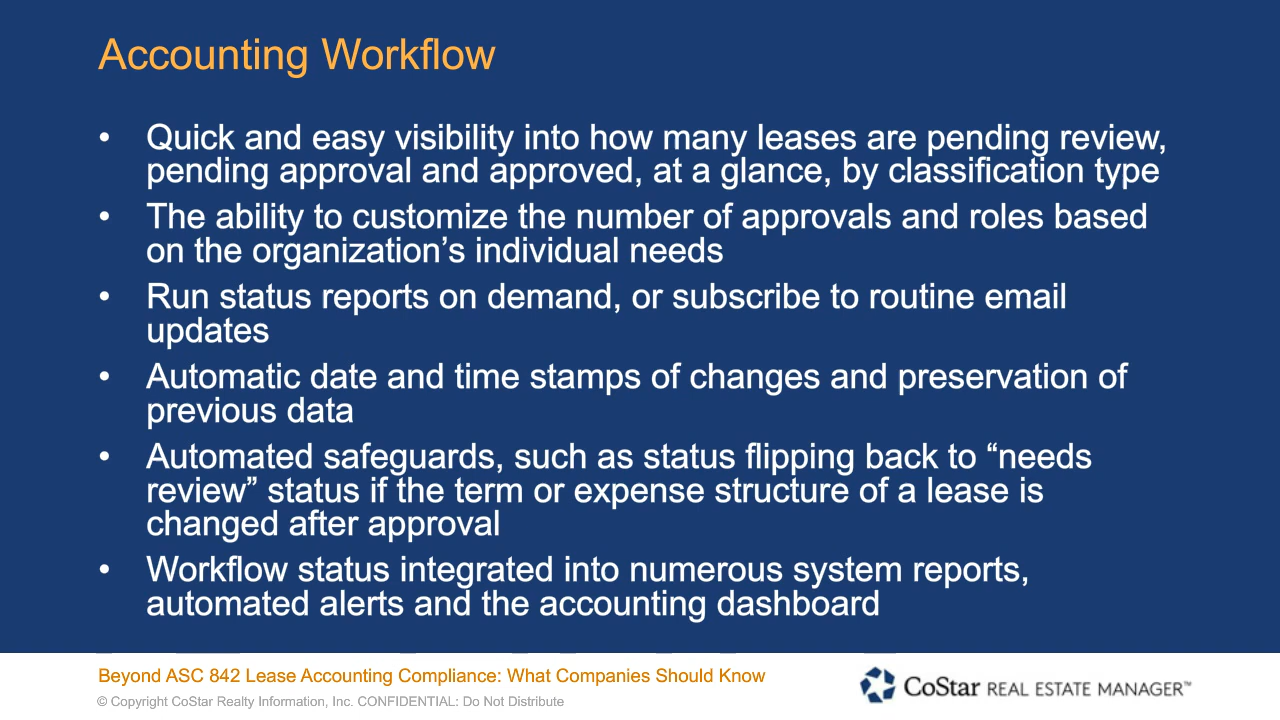 Accounting Workflow
• Quick and easy visibility into how many leases are pending review,
pending approval and approved, at a glance, by classification type
• The ability to customize the number of approvals and roles based
on the organization’s individual needs
• Run status reports on demand, or subscribe to routine email
updates
• Automatic date and time stamps of changes and preservation of
previous data
• Automated safeguards, such as status flipping back to “needs
review” status if the term or expense structure of a lease is
changed after approval
• Workflow status integrated into numerous system reports,
automated alerts and the accounting dashboard
Beyond ASC 842 Lease Accounting Compliance: What Companies Should Know
© Copyright CoStar Realty Information, Inc. CONFIDENTIAL: Do Not Distribute
CoStar REAL ESTATE MANAGER™